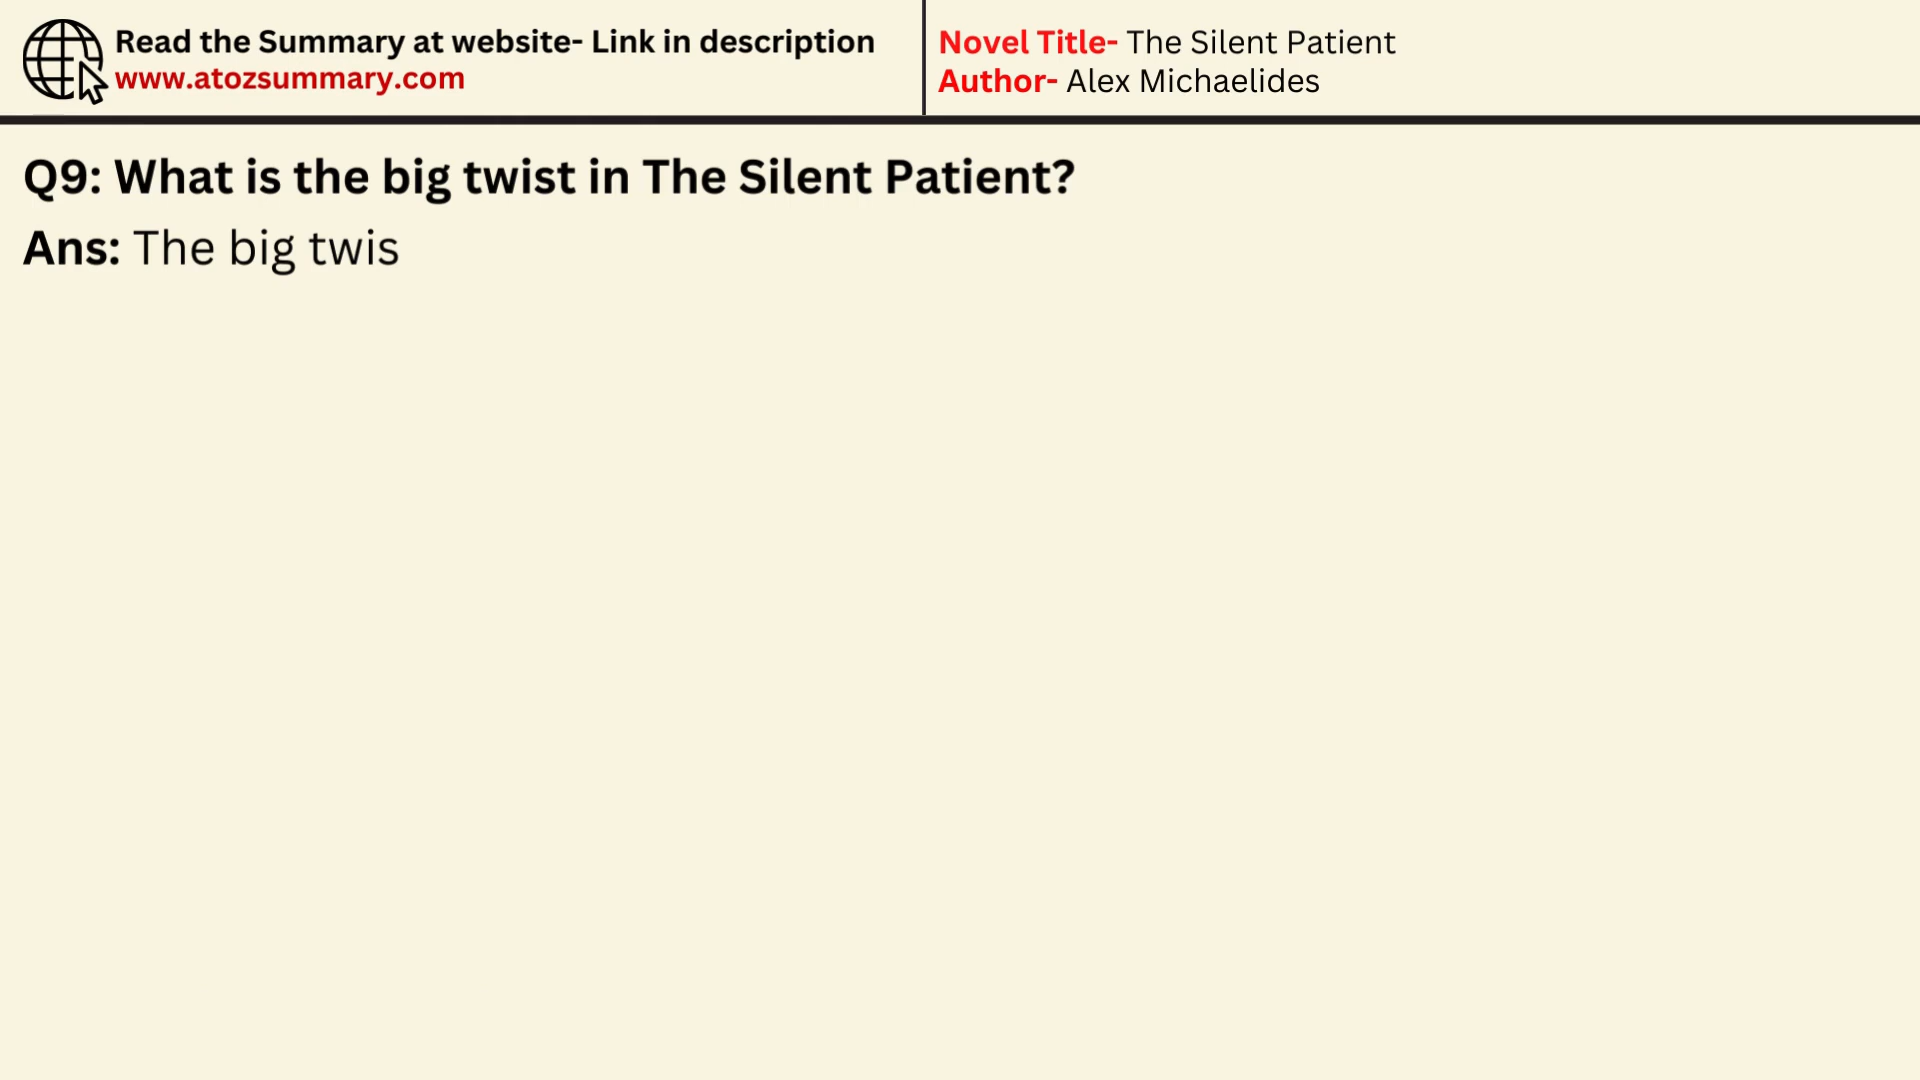 Read the Summary at website- Link in description
www.atozsummary.com
Novel Title- The Silent Patient
Author- Alex Michaelides
Q9: What is the big twist in The Silent Patient?
Ans: The big twis